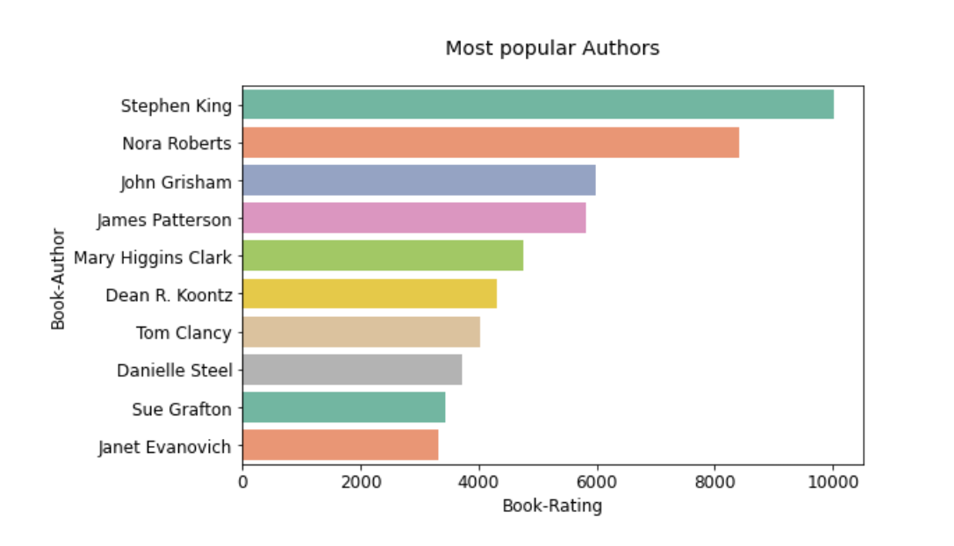 Most popular Authors
Stephen King
Nora Roberts
John Grisham
James Patterson
Mary Higgins Clark
Dean R. Koontz
Tom Clancy
Danielle Steel
Sue Grafton
Janet Evanovich
Book-Author
0 2000 4000 6000 8000 10000
Book-Rating